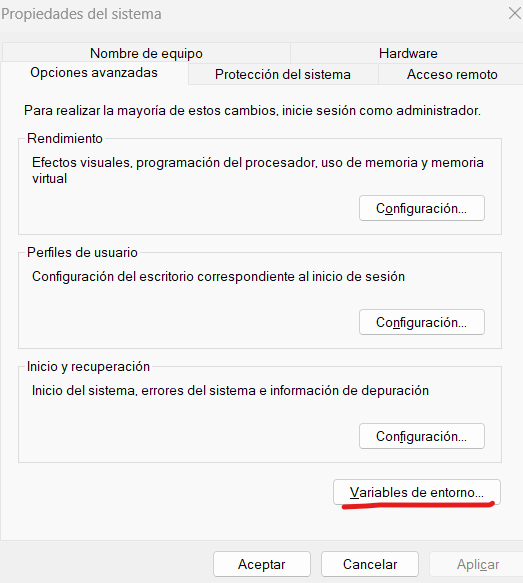 Propiedades del sistema
Nombre de equipo
Hardware
Opciones avanzadas
Protección del sistema
Acceso remoto
Para realizar la mayoría de estos cambios, inicie sesión como administrador.
Rendimiento
Efectos visuales, programación del procesador, uso de memoria y memoria
virtual
Configuración...
Perfiles de usuario
Configuración del escritorio correspondiente al inicio de sesión
Configuración...
Inicio y recuperación
Inicio del sistema, errores del sistema e información de depuración
Configuración...
Variables de entorno...
Aceptar
Cancelar
Aplicar